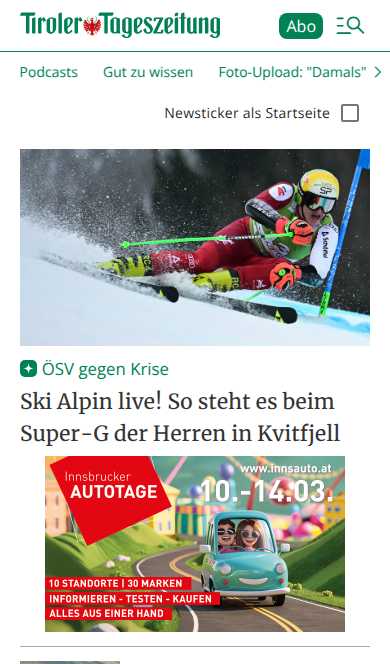 Tiroler Tageszeitung
Abo
Podcasts Gut zu wissen Foto-Upload: "Damals"
Newsticker als Startseite
ÖSV gegen Krise
Ski Alpin live! So steht es beim
Super-G der Herren in Kvitfjell
Innsbrucker
AUTOTAGE
www.innsauto.at
10.-14.03.
10 STANDORTE | 30 MARKEN
INFORMIEREN - TESTEN - KAUFEN
ALLES AUS EINER HAND